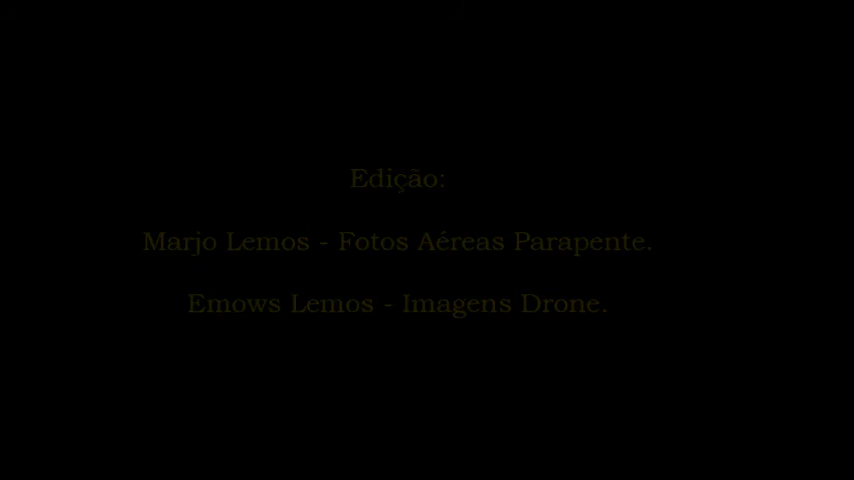 Edição:
Marjo Lemos - Fotos Aéreas Parapente.
Emows Lemos - Imagens Drone.